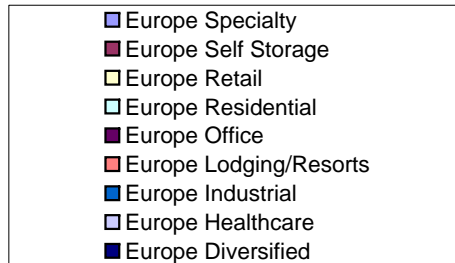 Europe Specialty
Europe Self Storage
Europe Retail
Europe Residential
Europe Office
Europe Lodging/Resorts
Europe Industrial
Europe Healthcare
Europe Diversified